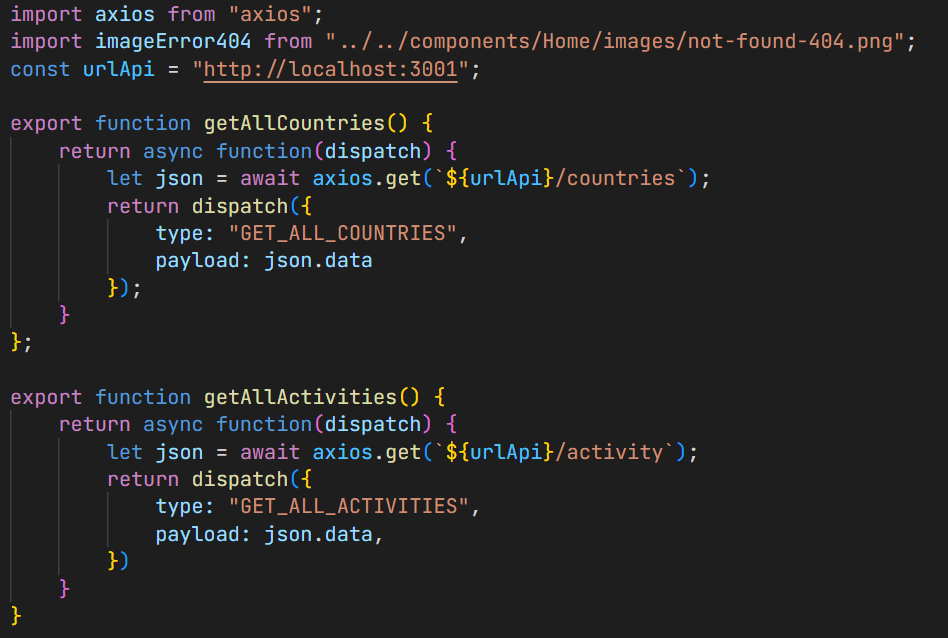 import axios from "axios";
import imageError404 from "../../components/Home/images/not-found-404.png";
const urlApi = "http://localhost:3001";
export function getAllCountries() {
    return async function(dispatch) {
        let json = await axios.get(`${urlApi}/countries`);
        return dispatch({
            type: "GET_ALL_COUNTRIES",
            payload: json.data
        });
    }
};
export function getAllActivities() {
    return async function(dispatch) {
        let json = await axios.get(`${urlApi}/activity`);
        return dispatch({
            type: "GET_ALL_ACTIVITIES",
            payload: json.data,
        })
    }
}